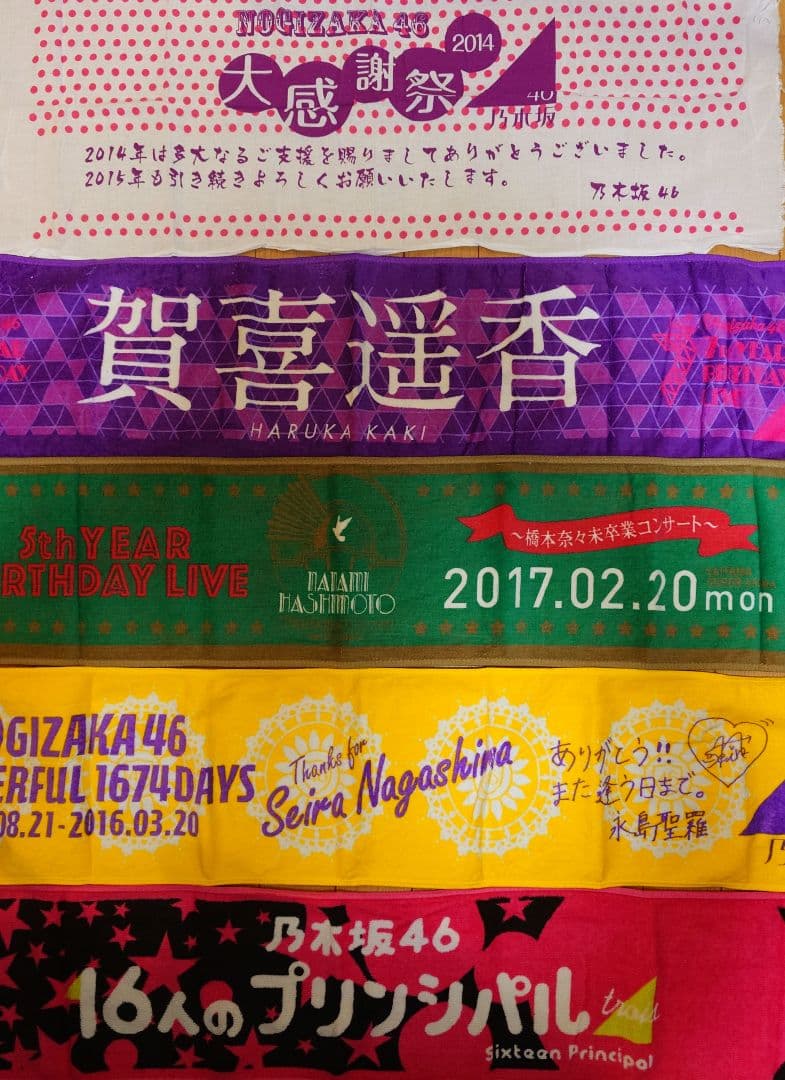 NOGIZAKA 46
大感謝祭
2014
46
乃木坂
2014年は多大なるご支援を賜りましてありがとうございました。
2015年も引き続きよろしくお願いいたします。
乃木坂46
賀喜遥香
HARUKA KAKI
5th YEAR
RTHDAY LIVE
NANAMI
HASHIMOTO
～橋本奈々未卒業コンサート～
2017.02.20 mon
OGIZAKA 46
ERFUL 1674DAYS
08.21-2016.03.20
Thanks for
Seira Nagashima
ありがとう!!
また逢う日まで。
永島聖羅
乃木坂46
16人のプリンシパル
trois
Sixteen Principal